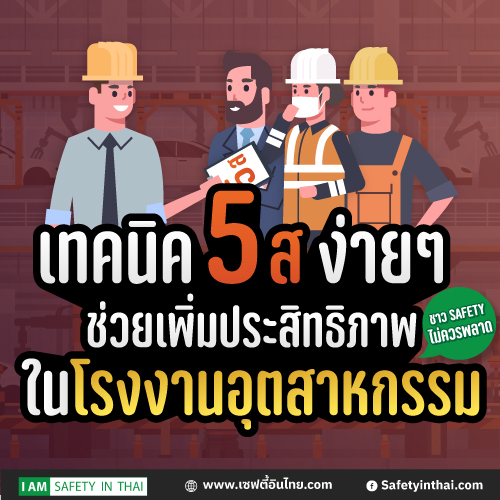 5ส
เทคนิค 5 ส ง่ายๆ
ช่วยเพิ่มประสิทธิภาพ
ชาว SAFETY
ไม่ควรพลาด
ในโรงงานอุตสาหกรรม
I AM SAFETY IN THAI
www.เซฟตี้อินไทย.com
Safetyinthai.com